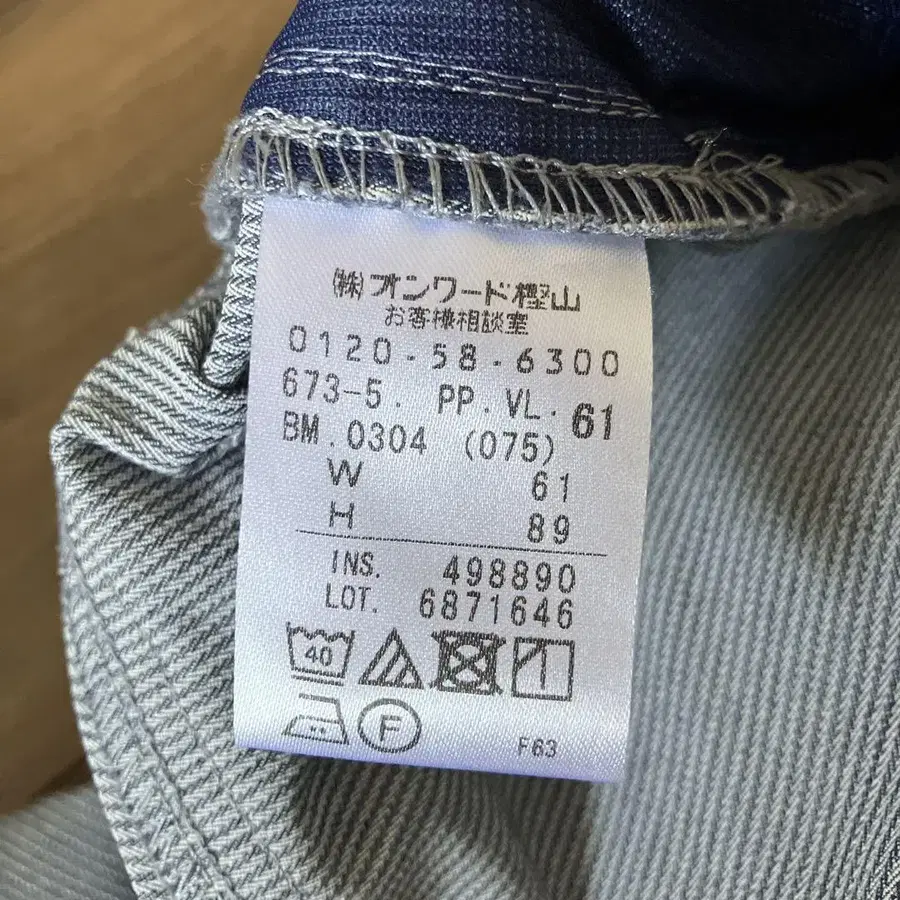 ㈱オンワード樫山
お客様相談室
0120-58-6300
673-5. PP.VL. 61
BM.0304 (075)
W 61
H 89
INS. 498890
LOT. 6871646
40
F F63